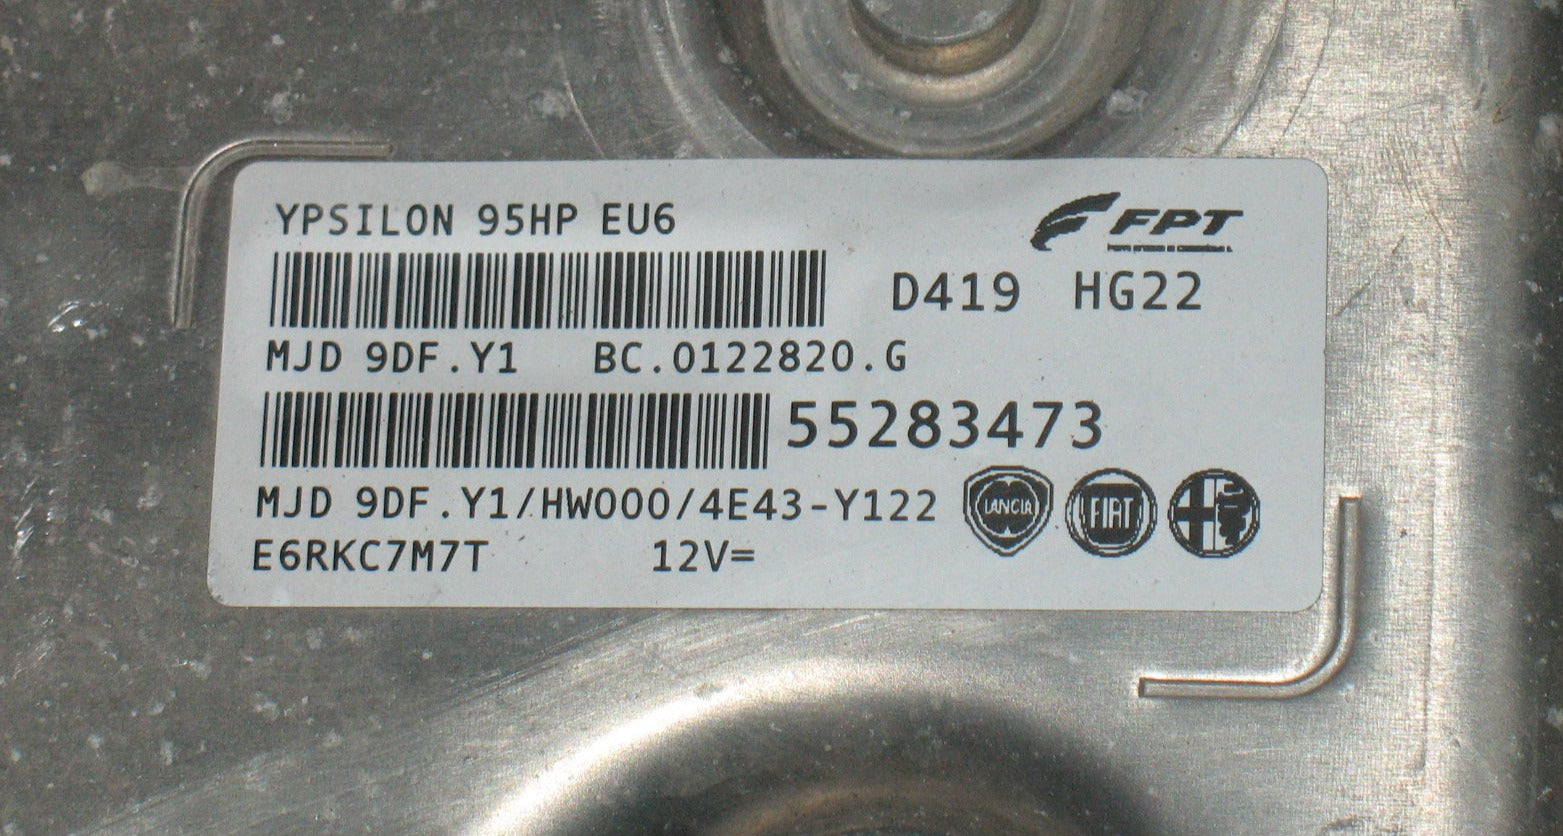 YPSILON 95HP EU6
FPT
D419 HG22
MJD 9DF.Y1 BC.0122820.G
55283473
MJD 9DF.Y1/HW000/4E43-Y122
LANCIA
FIAT
E6RKC7M7T 12V=